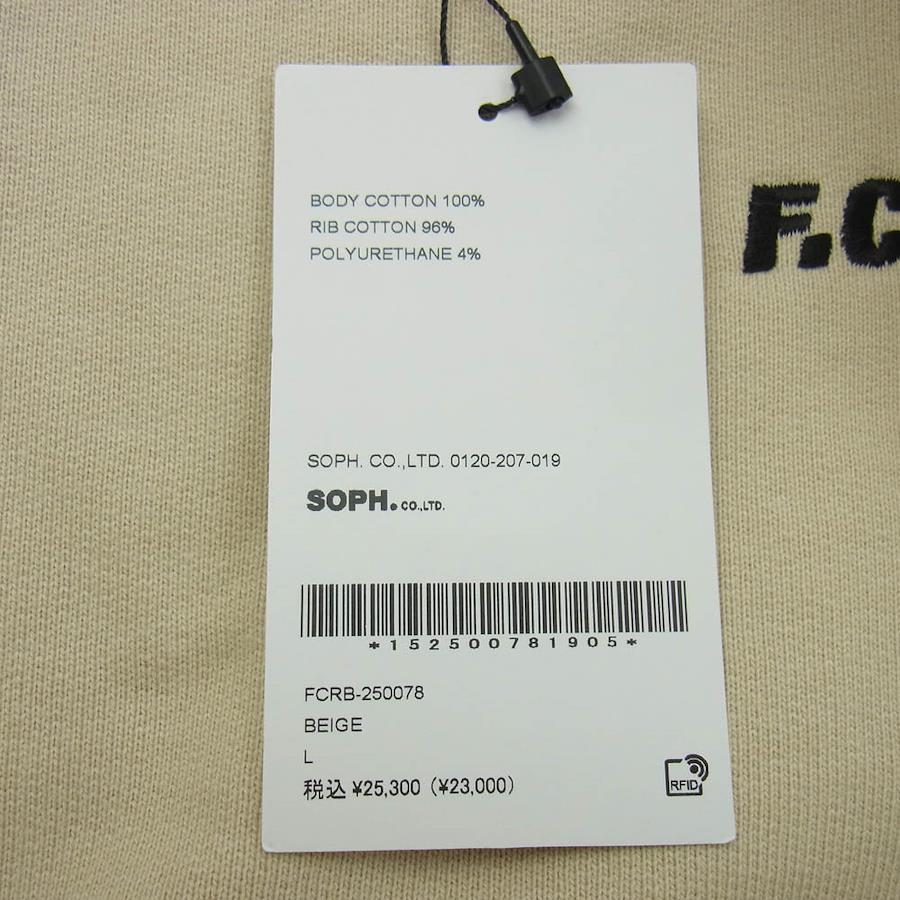 BODY COTTON 100%
RIB COTTON 96%
POLYURETHANE 4%
F.C
SOPH. CO.,LTD. 0120-207-019
SOPH. CO.,LTD.
*152500781905*
FCRB-250078
BEIGE
L
税込 ¥25,300 (¥23,000)
RFID